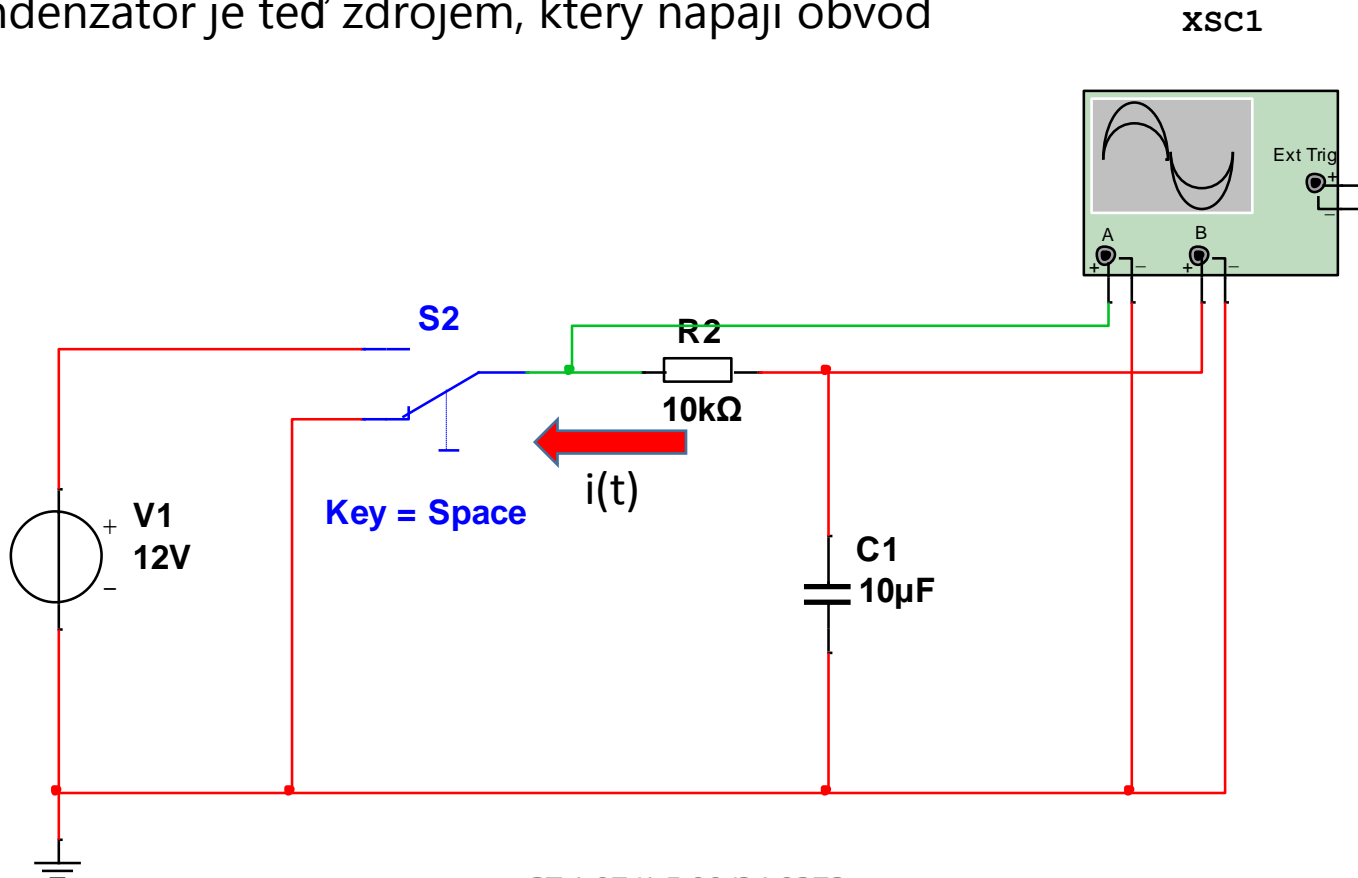 ndenzátor je teď zdrojem, který napájí obvod
XSC1
Ext Trig
+
_
A
B
+
_
+
_
S2
R2
10kΩ
i(t)
Key = Space
V1
+
12V
–
C1
10µF